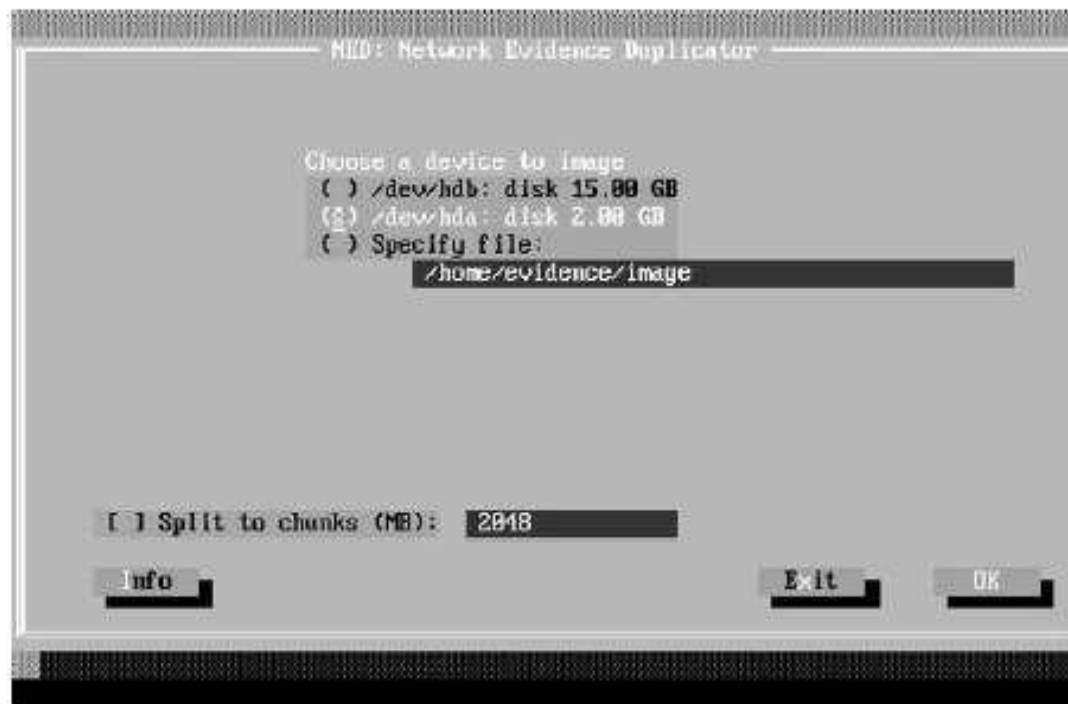 NED: Network Evidence Duplicator
Choose a device to image
( ) /dev/hdb: disk 15.00 GB
( ) /dev/hda: disk 2.00 GB
( ) Specify file:
/home/evidence/image
[ ] Split to chunks (MB): 2048
Info Exit OK